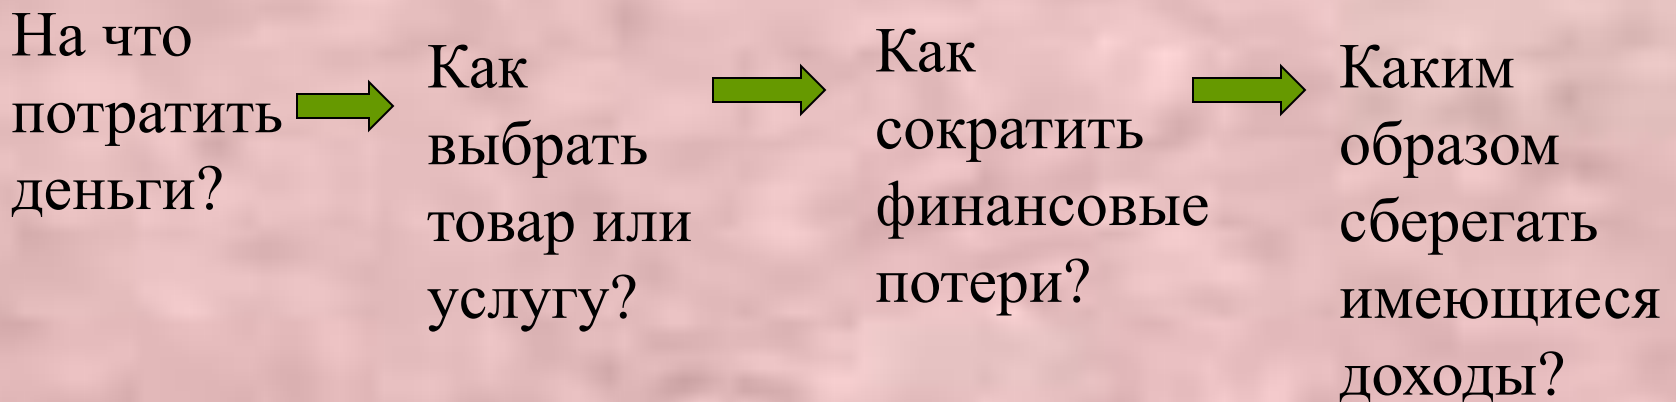 На что
потратить
деньги?
Как
выбрать
товар или
услугу?
Как
сократить
финансовые
потери?
Каким
образом
сберегать
имеющиеся
доходы?